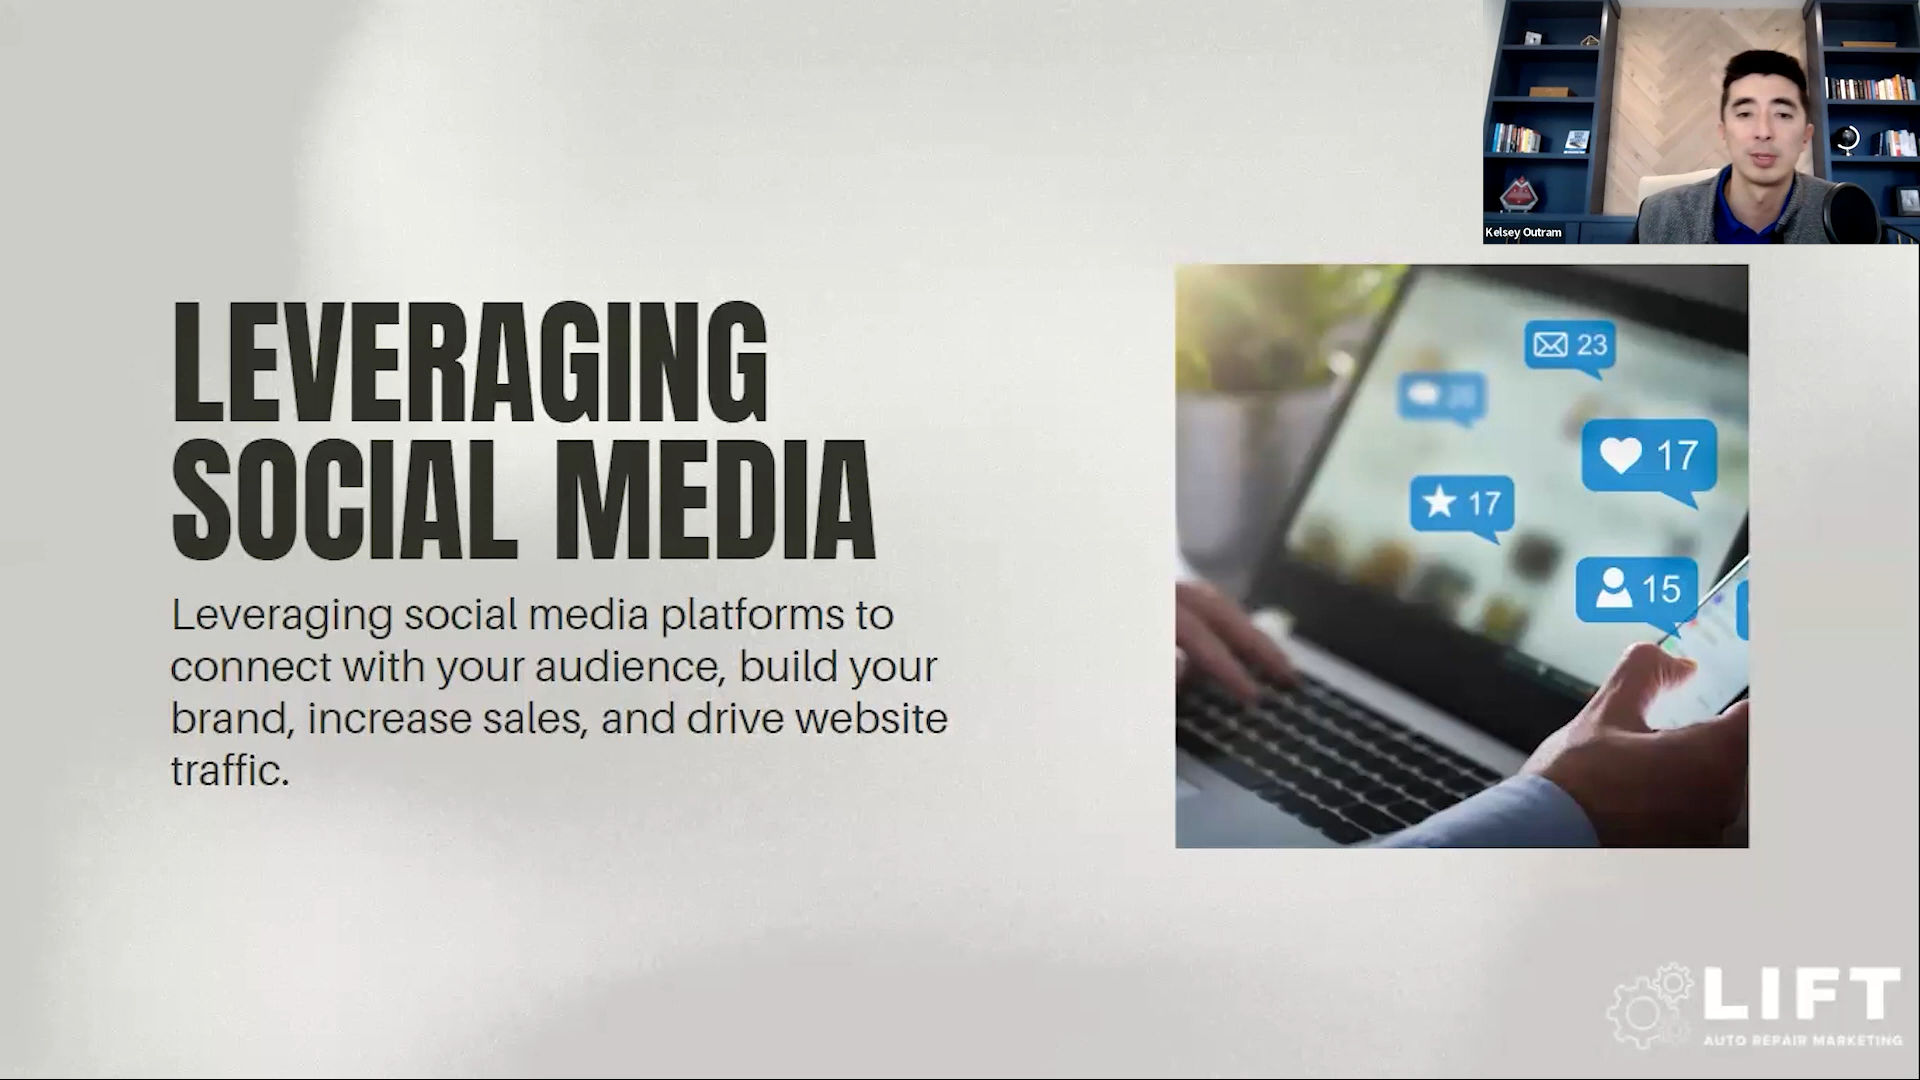 Kelsey Outram
LEVERAGING
SOCIAL MEDIA
Leveraging social media platforms to
connect with your audience, build your
brand, increase sales, and drive website
traffic.
23
17
17
15
LIFT
AUTO REPAIR MARKETING